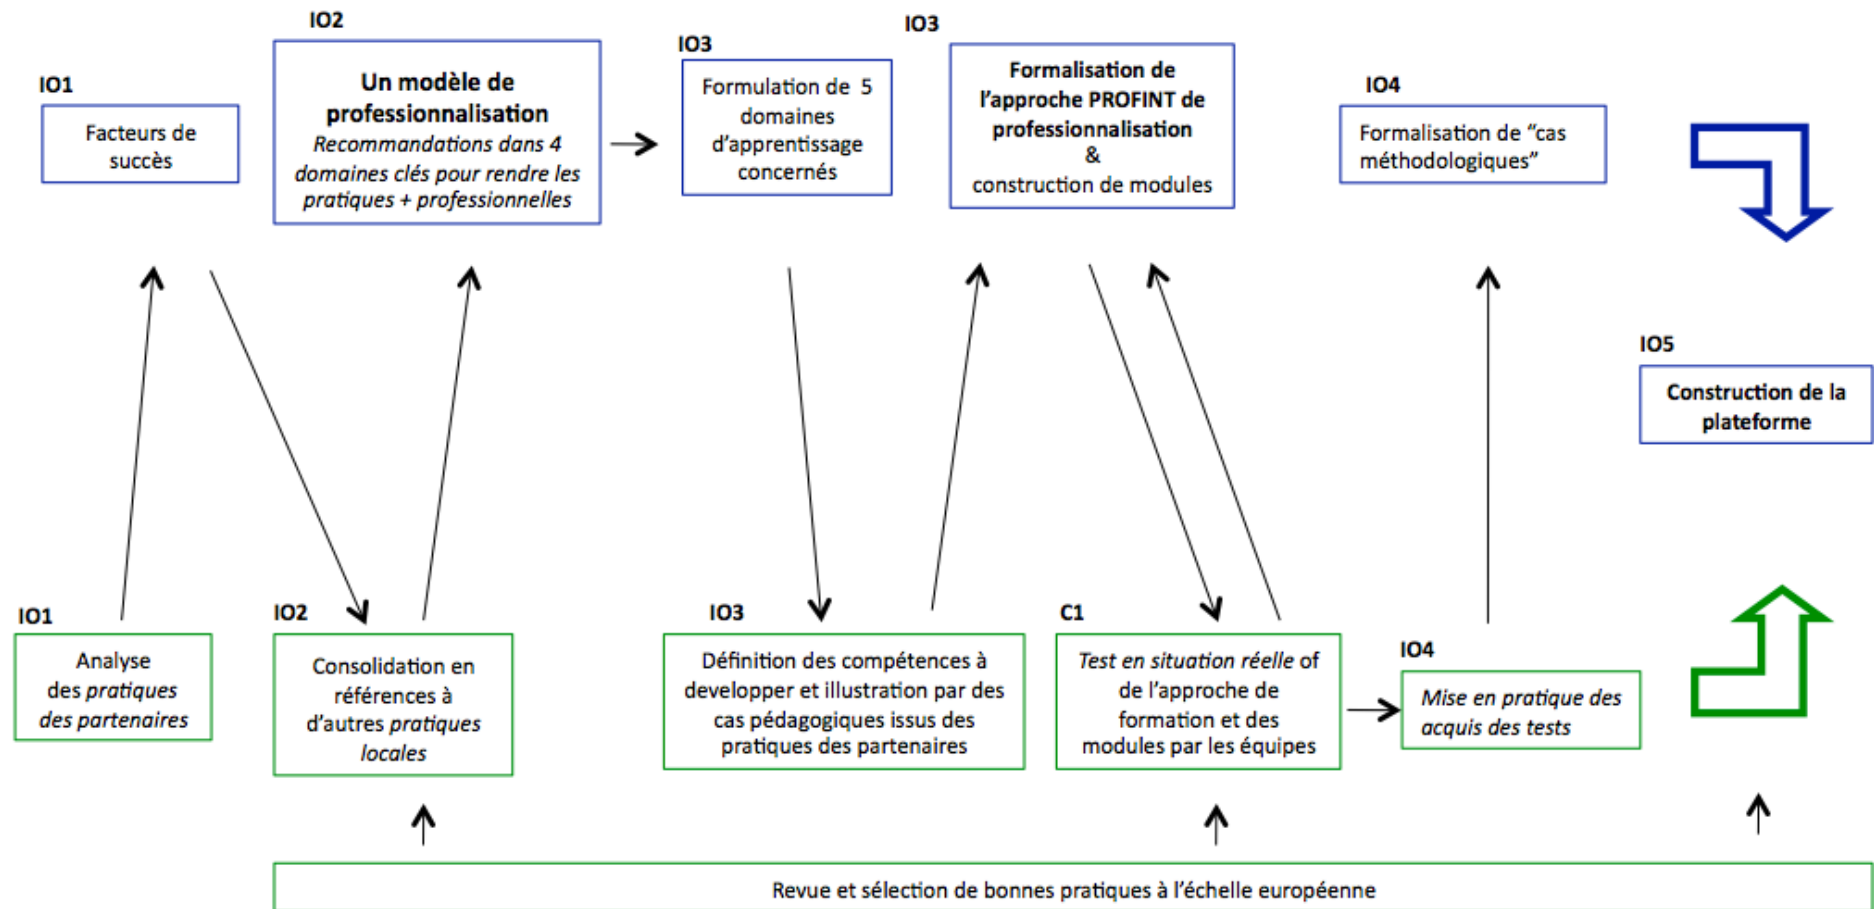 IO1
Facteurs de
succès
IO2
Un modèle de
professionnalisation
Recommandations dans 4
domaines clés pour rendre les
pratiques + professionnelles
IO3
Formulation de 5
domaines
d’apprentissage
concernés
IO3
Formalisation de
l’approche PROFINT de
professionnalisation
&
construction de modules
IO4
Formalisation de “cas
méthodologiques”
IO5
Construction de la
plateforme
IO1
Analyse
des pratiques
des partenaires
IO2
Consolidation en
références à
d’autres pratiques
locales
IO3
Définition des compétences à
developper et illustration par des
cas pédagogiques issus des
pratiques des partenaires
C1
Test en situation réelle of
de l’approche de
formation et des
modules par les équipes
IO4
Mise en pratique des
acquis des tests
Revue et sélection de bonnes pratiques à l’échelle européenne